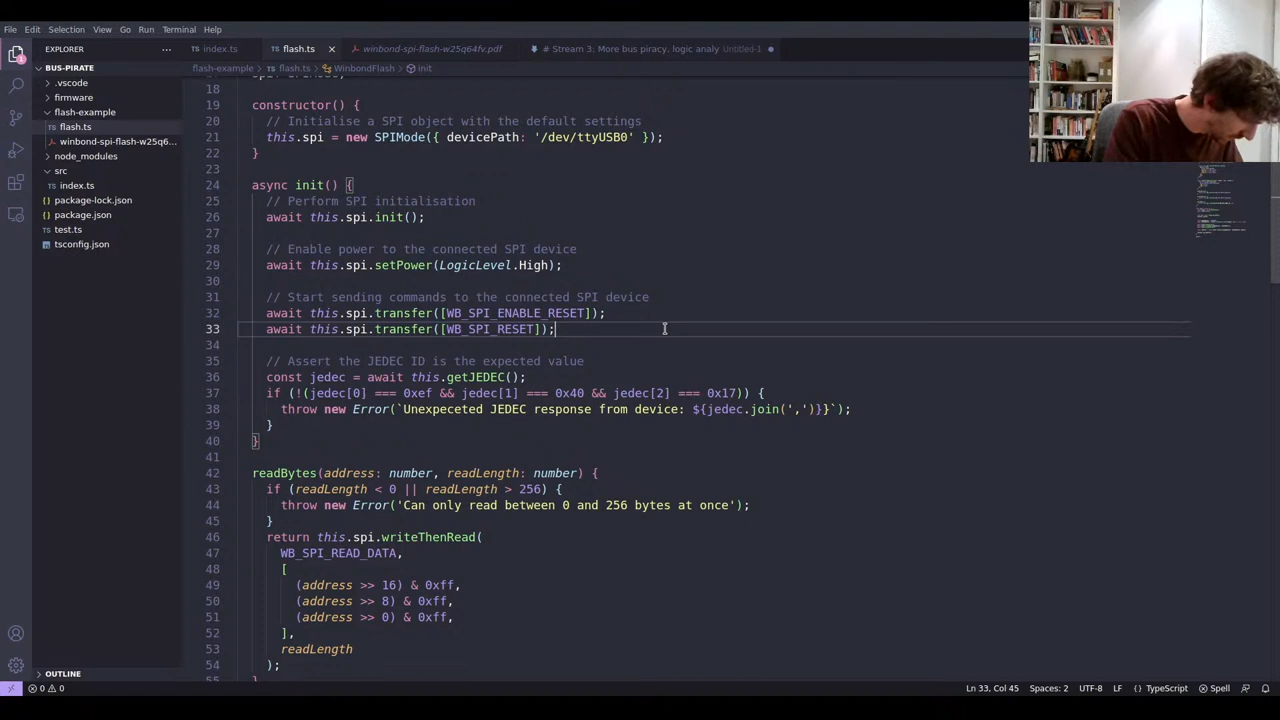 File Edit Selection View Go Run Terminal Help
EXPLORER ···
index.ts flash.ts × winbond-spi-flash-w25q64fv.pdf # Stream 3, More bus piracy, logic analy Untitled-1 ●
BUS-PIRATE
.vscode
firmware
flash-example
flash.ts
winbond-spi-flash-w25q6...
node_modules
src
index.ts
package-lock.json
package.json
test.ts
tsconfig.json
OUTLINE
flash-example > flash.ts > WinbondFlash > init
18
19 constructor() {
20 // Initialise a SPI object with the default settings
21 this.spi = new SPIMode({ devicePath: '/dev/ttyUSB0' });
22 }
23
24 async init() {
25 // Perform SPI initialisation
26 await this.spi.init();
27
28 // Enable power to the connected SPI device
29 await this.spi.setPower(LogicLevel.High);
30
31 // Start sending commands to the connected SPI device
32 await this.spi.transfer([WB_SPI_ENABLE_RESET]);
33 await this.spi.transfer([WB_SPI_RESET]);
34
35 // Assert the JEDEC ID is the expected value
36 const jedec = await this.getJEDEC();
37 if (!(jedec[0] === 0xef && jedec[1] === 0x40 && jedec[2] === 0x17)) {
38 throw new Error(`Unexpeceted JEDEC response from device: ${jedec.join(',')}}`);
39 }
40 }
41
42 readBytes(address: number, readLength: number) {
43 if (readLength < 0 || readLength > 256) {
44 throw new Error('Can only read between 0 and 256 bytes at once');
45 }
46 return this.spi.writeThenRead(
47 WB_SPI_READ_DATA,
48 [
49 (address >> 16) & 0xff,
50 (address >> 8) & 0xff,
51 (address >> 0) & 0xff,
52 ],
53 readLength
54 );
55 }
0 0 Ln 33, Col 45 Spaces: 2 UTF-8 LF TypeScript Spell